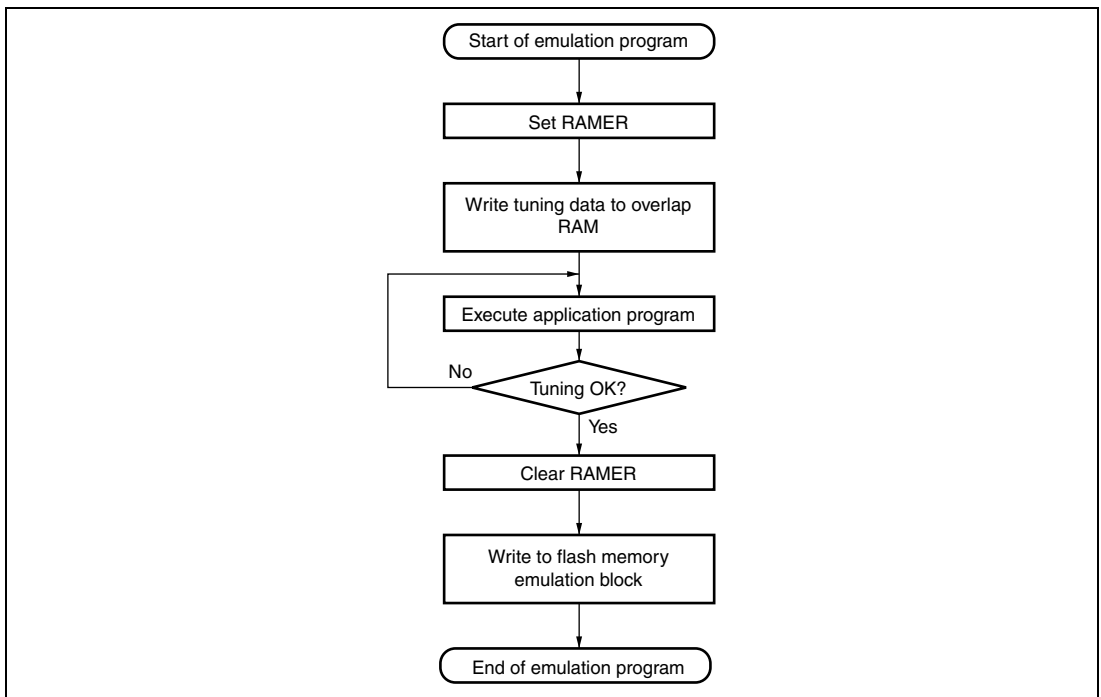 Start of emulation program
Set RAMER
Write tuning data to overlap
RAM
Execute application program
No
Tuning OK?
Yes
Clear RAMER
Write to flash memory
emulation block
End of emulation program